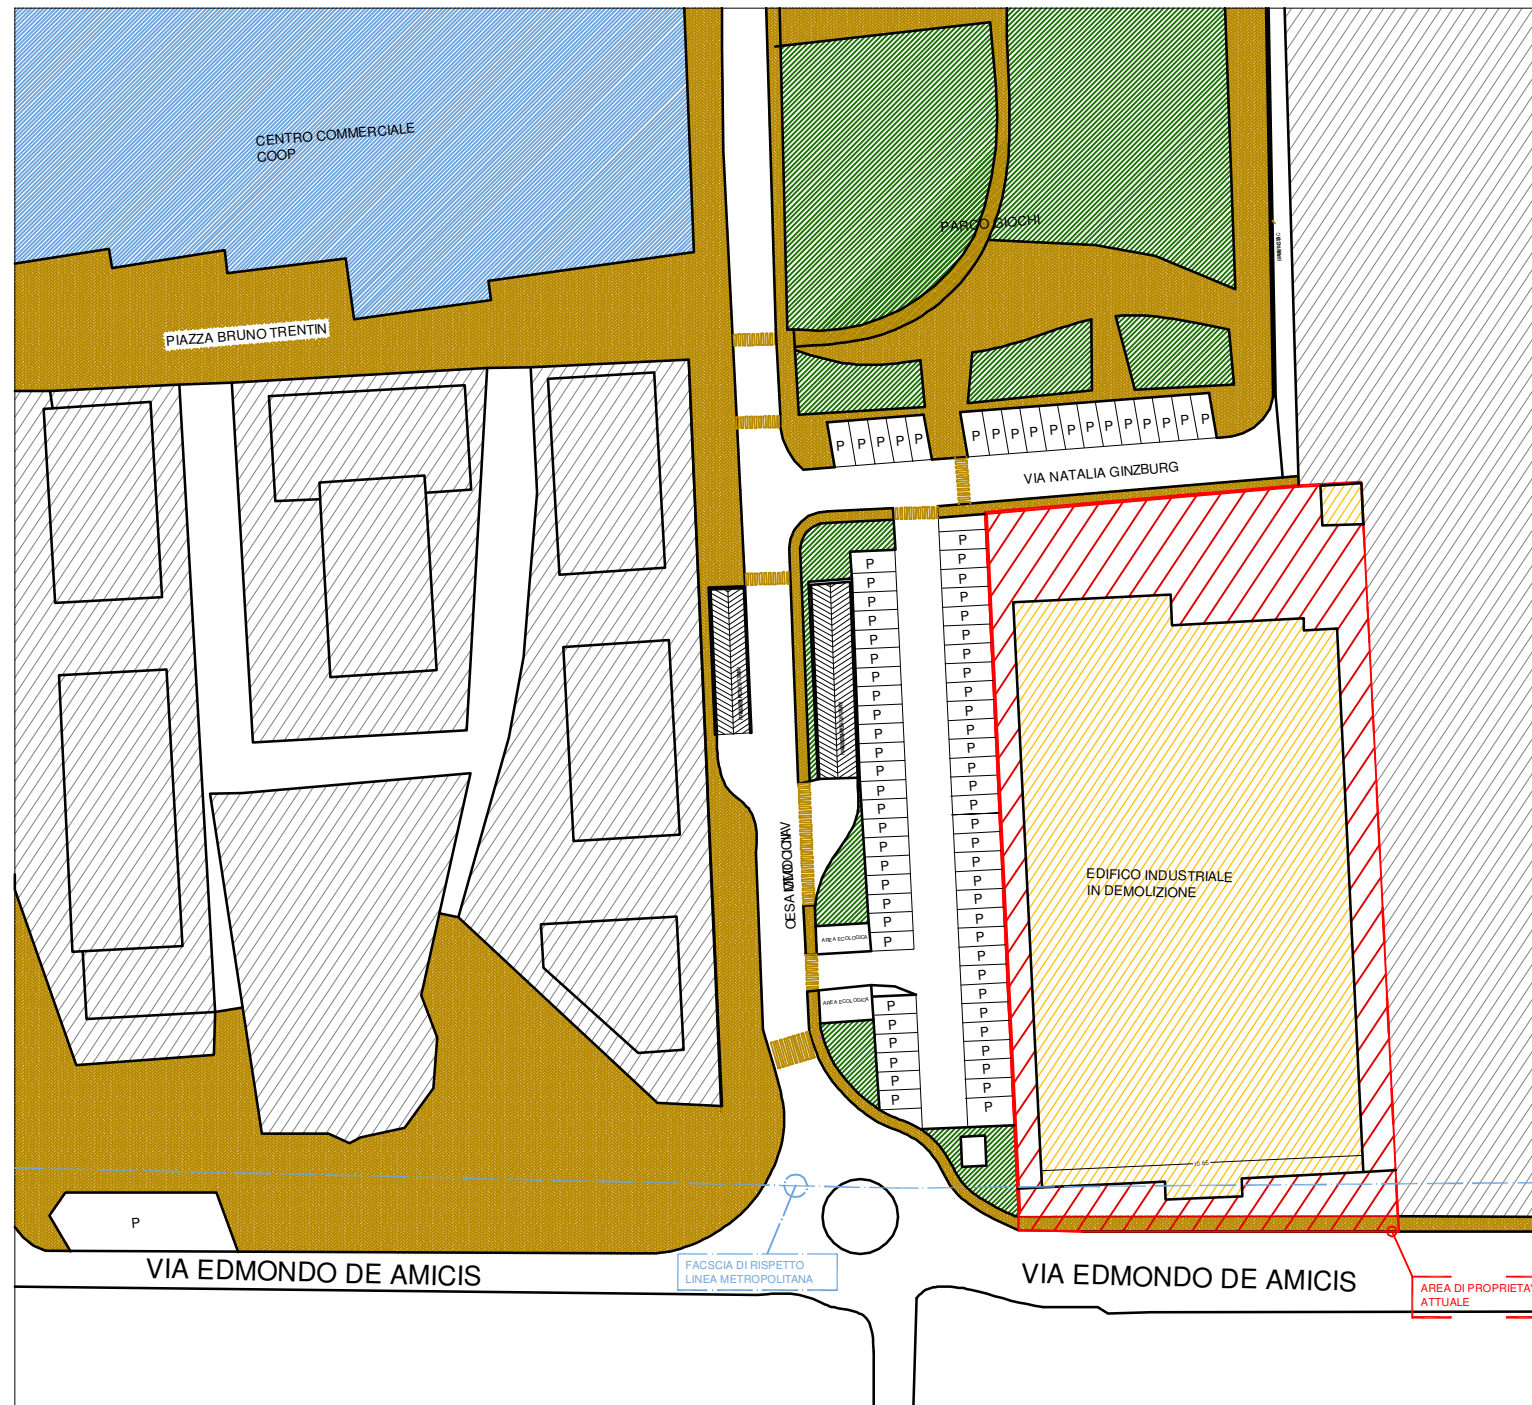 CENTRO COMMERCIALE
COOP
PARCO GIOCHI
PIAZZA BRUNO TRENTIN
P P P P P
P P P P P P P P P P P P P
VIA NATALIA GINZBURG
EDIFICO INDUSTRIALE
IN DEMOLIZIONE
AREA ECOLOGICA
AREA ECOLOGICA
P
VIA EDMONDO DE AMICIS
FACSCIA DI RISPETTO
LINEA METROPOLITANA
VIA EDMONDO DE AMICIS
AREA DI PROPRIETA'
ATTUALE